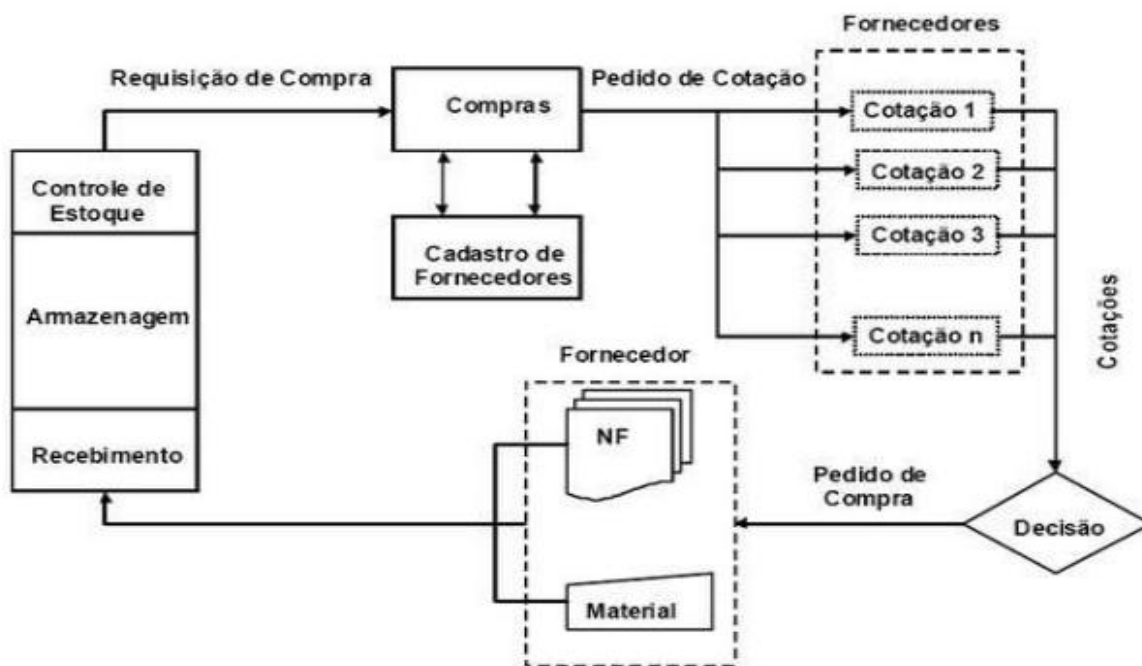 Fornecedores
Requisição de Compra
Compras
Pedido de Cotação
Cotação 1
Cotação 2
Cotação 3
Cotação n
Controle de
Estoque
Cadastro de
Fornecedores
Armazenagem
Recebimento
Cotações
Fornecedor
NF
Material
Pedido de
Compra
Decisão